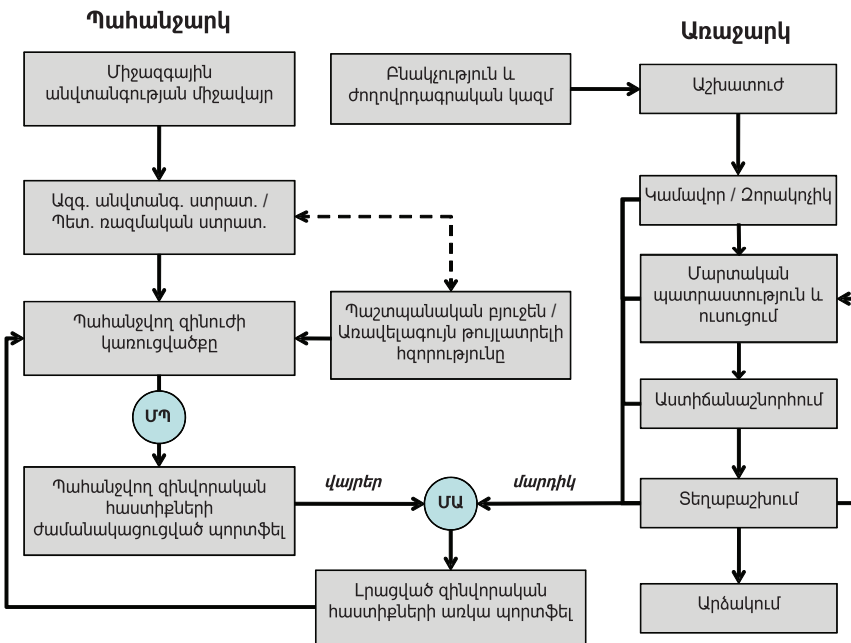 Պահանջարկ
Միջազգային
անվտանգության միջավայր
Ազգ. անվտանգ. ստրատ. /
Պետ. ռազմական ստրատ.
Պահանջվող զինուժի
կառուցվածքը
ՄՊ
Պահանջվող զինվորական
հաստիքների
ժամանակացուցված պորտֆել
Բնակչություն և
ժողովրդագրական կազմ
Պաշտպանական բյուջեն /
Առավելագույն թույլատրելի
հզորությունը
վայրեր
ՄԱ
մարդիկ
Լրացված զինվորական
հաստիքների առկա պորտֆել
Առաջարկ
Աշխատուժ
Կամավոր / Զորակոչիկ
Մարտական
պատրաստություն և
ուսուցում
Աստիճանաշնորհում
Տեղաբաշխում
Արձակում